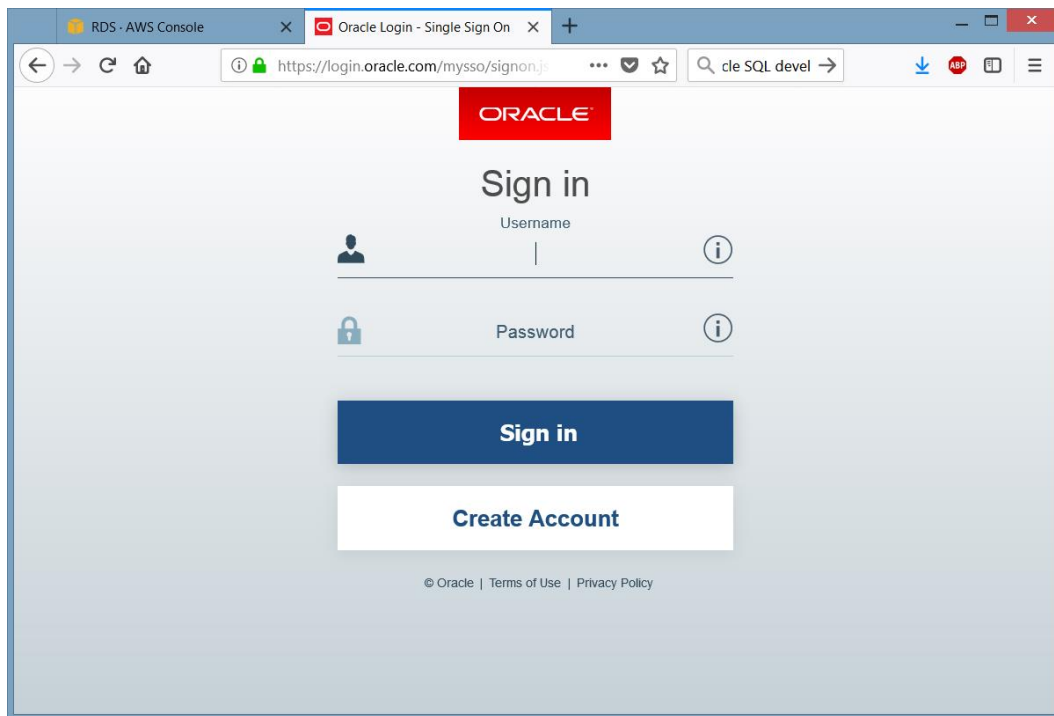 RDS · AWS Console
Oracle Login - Single Sign On
https://login.oracle.com/mysso/signon.js
cle SQL devel
ABP
ORACLE
Sign in
Username
Password
Sign in
Create Account
© Oracle | Terms of Use | Privacy Policy